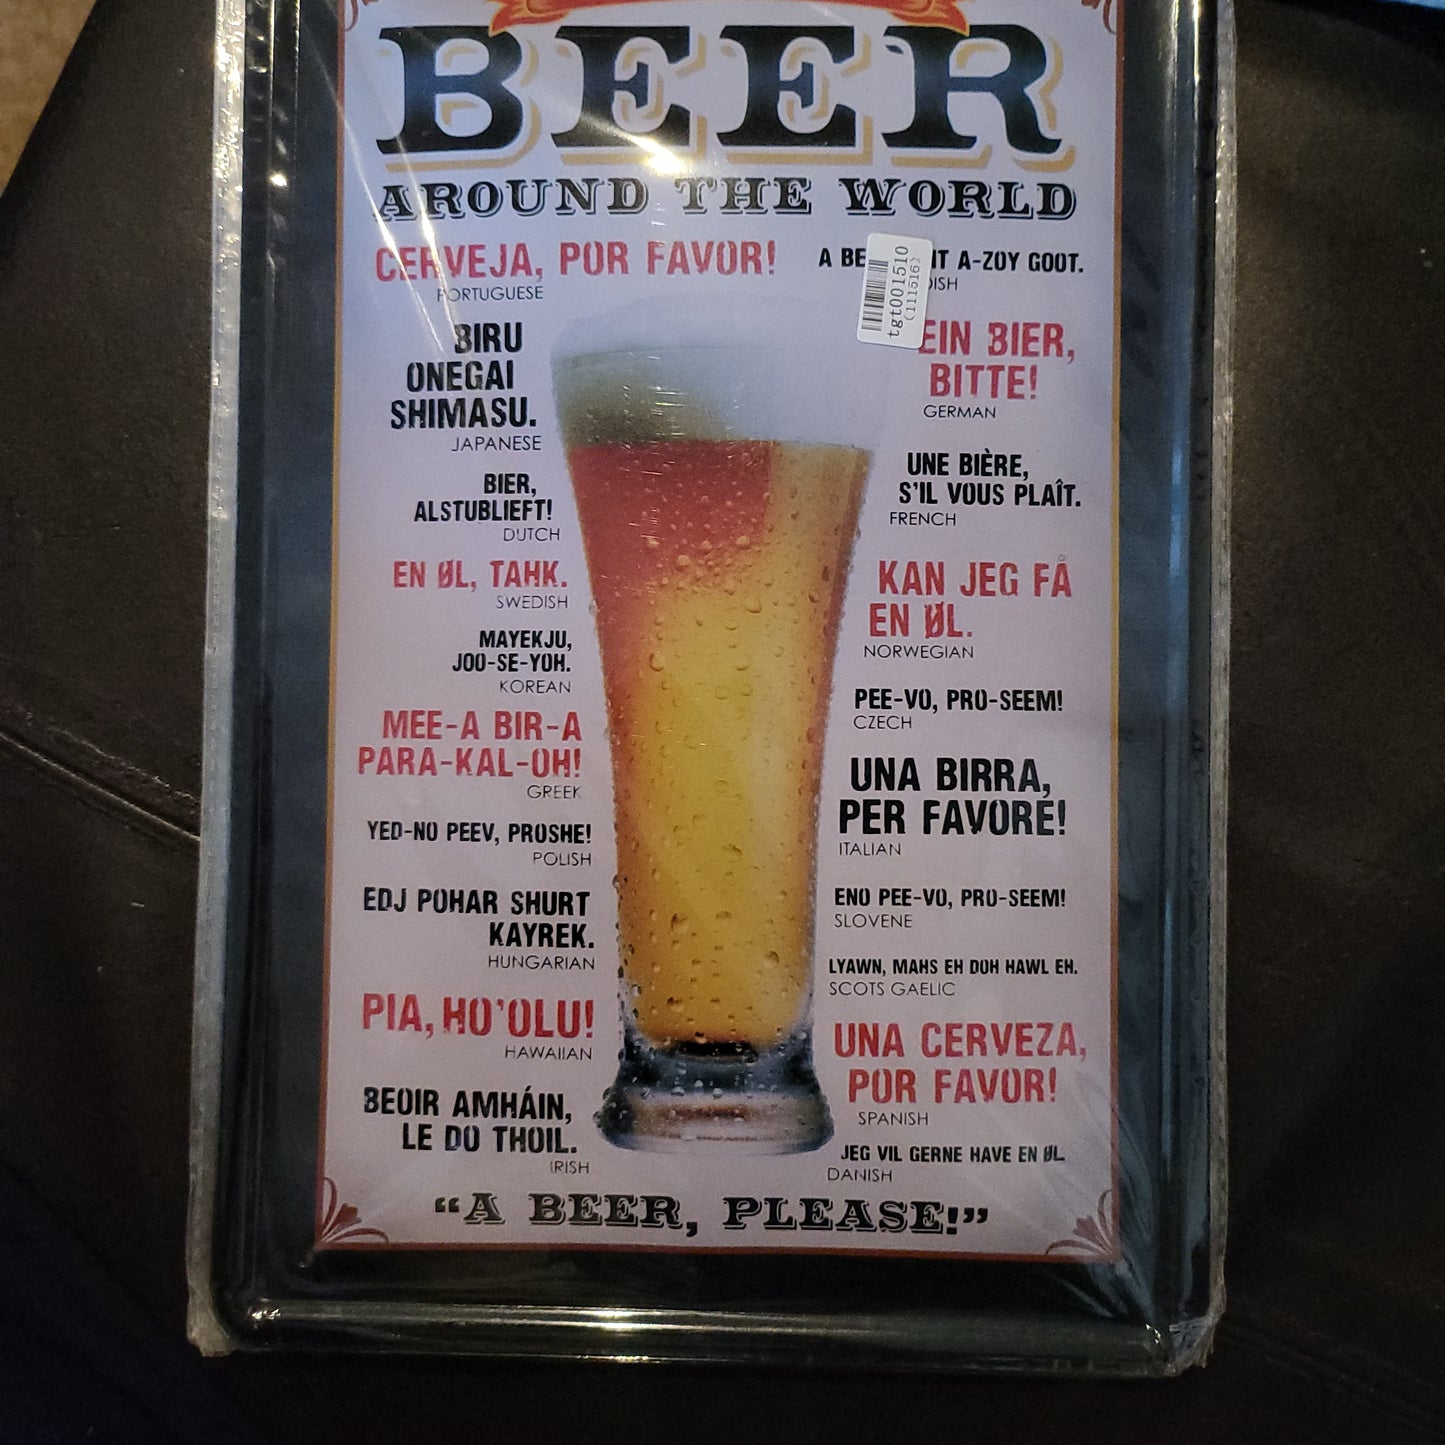 BEER
AROUND THE WORLD
CERVEJA, POR FAVOR!
PORTUGUESE
BIRU
ONEGAI
SHIMASU.
JAPANESE
BIER,
ALSTUBLIEFT!
DUTCH
EN ØL, TAHK.
SWEDISH
MAYEKJU,
JOO-SE-YOH.
KOREAN
MEE-A BIR-A
PARA-KAL-OH!
GREEK
YED-NO PEEV, PROSHE!
POLISH
EDJ POHAR SHURT
KAYREK.
HUNGARIAN
PIA, HO'OLU!
HAWAIIAN
BEOIR AMHÁIN,
LE DO THOIL.
IRISH
A A-ZOY GOOT.
tgt001510
(111516)
EIN BIER,
BITTE!
GERMAN
UNE BIÈRE,
S'IL VOUS PLAÎT.
FRENCH
KAN JEG FÅ
EN ØL.
NORWEGIAN
PEE-VO, PRO-SEEM!
CZECH
UNA BIRRA,
PER FAVORE!
ITALIAN
ENO PEE-VO, PRO-SEEM!
SLOVENE
LYAWN, MAHS EH DOH HAWL EH.
SCOTS GAELIC
UNA CERVEZA,
POR FAVOR!
SPANISH
JEG VIL GERNE HAVE EN ØL.
DANISH
“A BEER, PLEASE!”